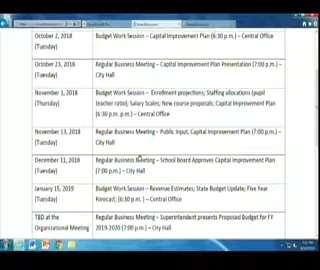 October 2, 2018
(Tuesday)
Budget Work Session – Capital Improvement Plan (6:30 p.m.) – Central Office
October 23, 2018
(Tuesday)
Regular Business Meeting – Capital Improvement Plan Presentation (7:00 p.m.) –
City Hall
November 1, 2018
(Thursday)
Budget Work Session – Enrollment projections; Staffing allocations (pupil
teacher ratio); Salary Scales; New course proposals; Capital Improvement Plan
(6:30 p.m. p.m.) – Central Office
November 13, 2018
(Tuesday)
Regular Business Meeting – Public Input, Capital Improvement Plan (7:00 p.m.) –
City Hall
December 11, 2018
(Tuesday)
Regular Business Meeting – School Board Approves Capital Improvement Plan
(7:00 p.m.) – City Hall
January 15, 2019
(Tuesday)
Budget Work Session – Revenue Estimates; State Budget Update; Five Year
Forecast; (6:30 p.m.) – Central Office
TBD at the
Organizational Meeting
Regular Business Meeting – Superintendent presents Proposed Budget for FY
2019-2020 (7:00 p.m.) – City Hall